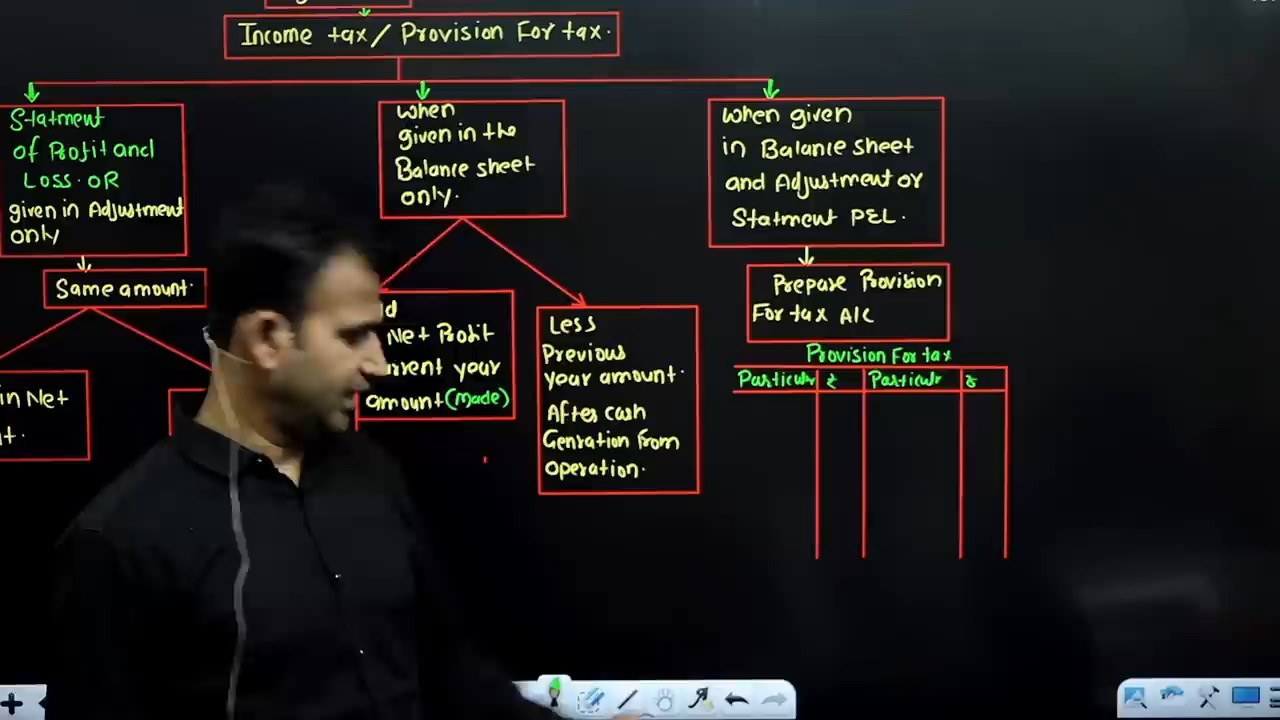 Income tax / Provision For tax.
Statment
of Profit and
Loss. OR
given in Adjustment
only
Same amount.
in Net
When
given in the
Balance sheet
only.
Net Profit
year
amount (Made)
Less
Previous
year amount.
After cash
Genration from
operation.
When given
in Balance sheet
and Adjustment or
Statment P&L.
Prepare Provision
For tax A/C
Provision For tax
Particular ₹ Particular ₹